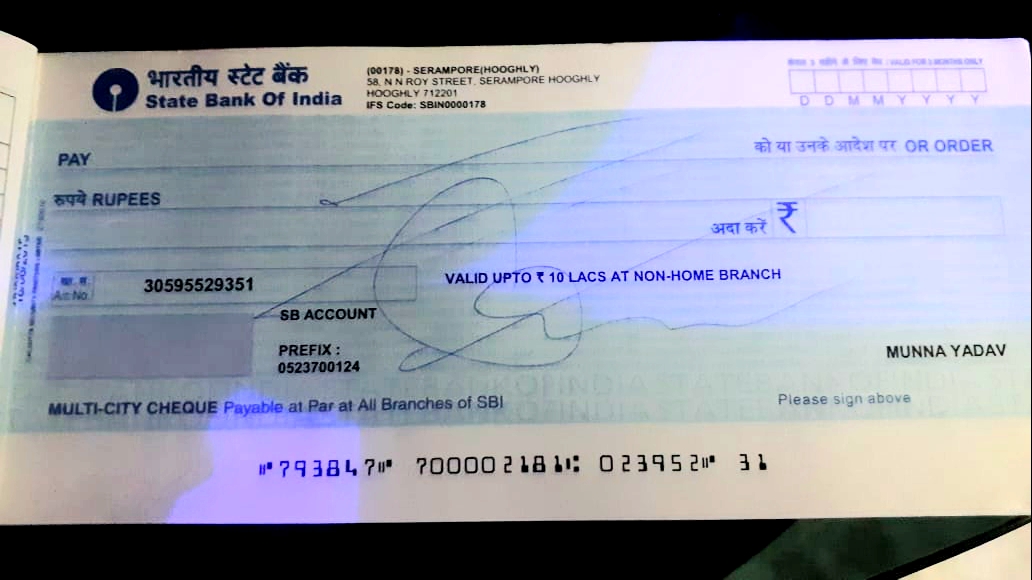 भारतीय स्टेट बैंक
State Bank Of India
(00178) - SERAMPORE(HOOGHLY)
58, N N ROY STREET, SERAMPORE HOOGHLY
HOOGHLY 712201
IFS Code: SBIN0000178
VALID FOR 3 MONTHS ONLY
D D M M Y Y Y Y
PAY
को या उनके आदेश पर OR ORDER
रुपये RUPEES
अदा करें ₹
A/c No.
30595529351
VALID UPTO ₹ 10 LACS AT NON-HOME BRANCH
SB ACCOUNT
PREFIX :
0523700124
MUNNA YADAV
MULTI-CITY CHEQUE Payable at Par at All Branches of SBI
Please sign above
⑈793847⑈ 700002181⑆ 023952⑈ 31